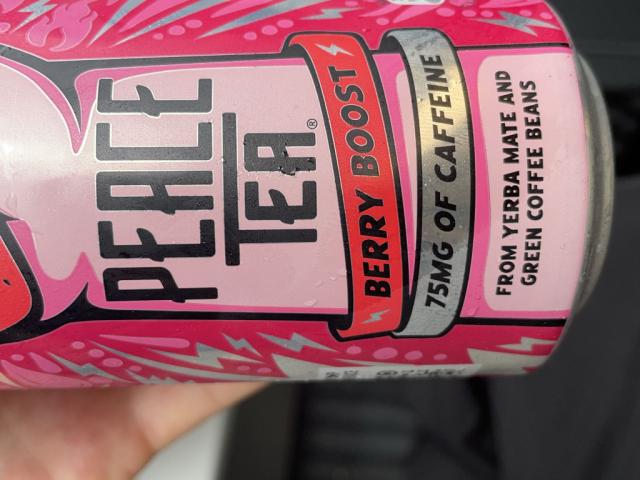 PEACE
TEA®
BERRY BOOST
75MG OF CAFFEINE
FROM YERBA MATE AND
GREEN COFFEE BEANS